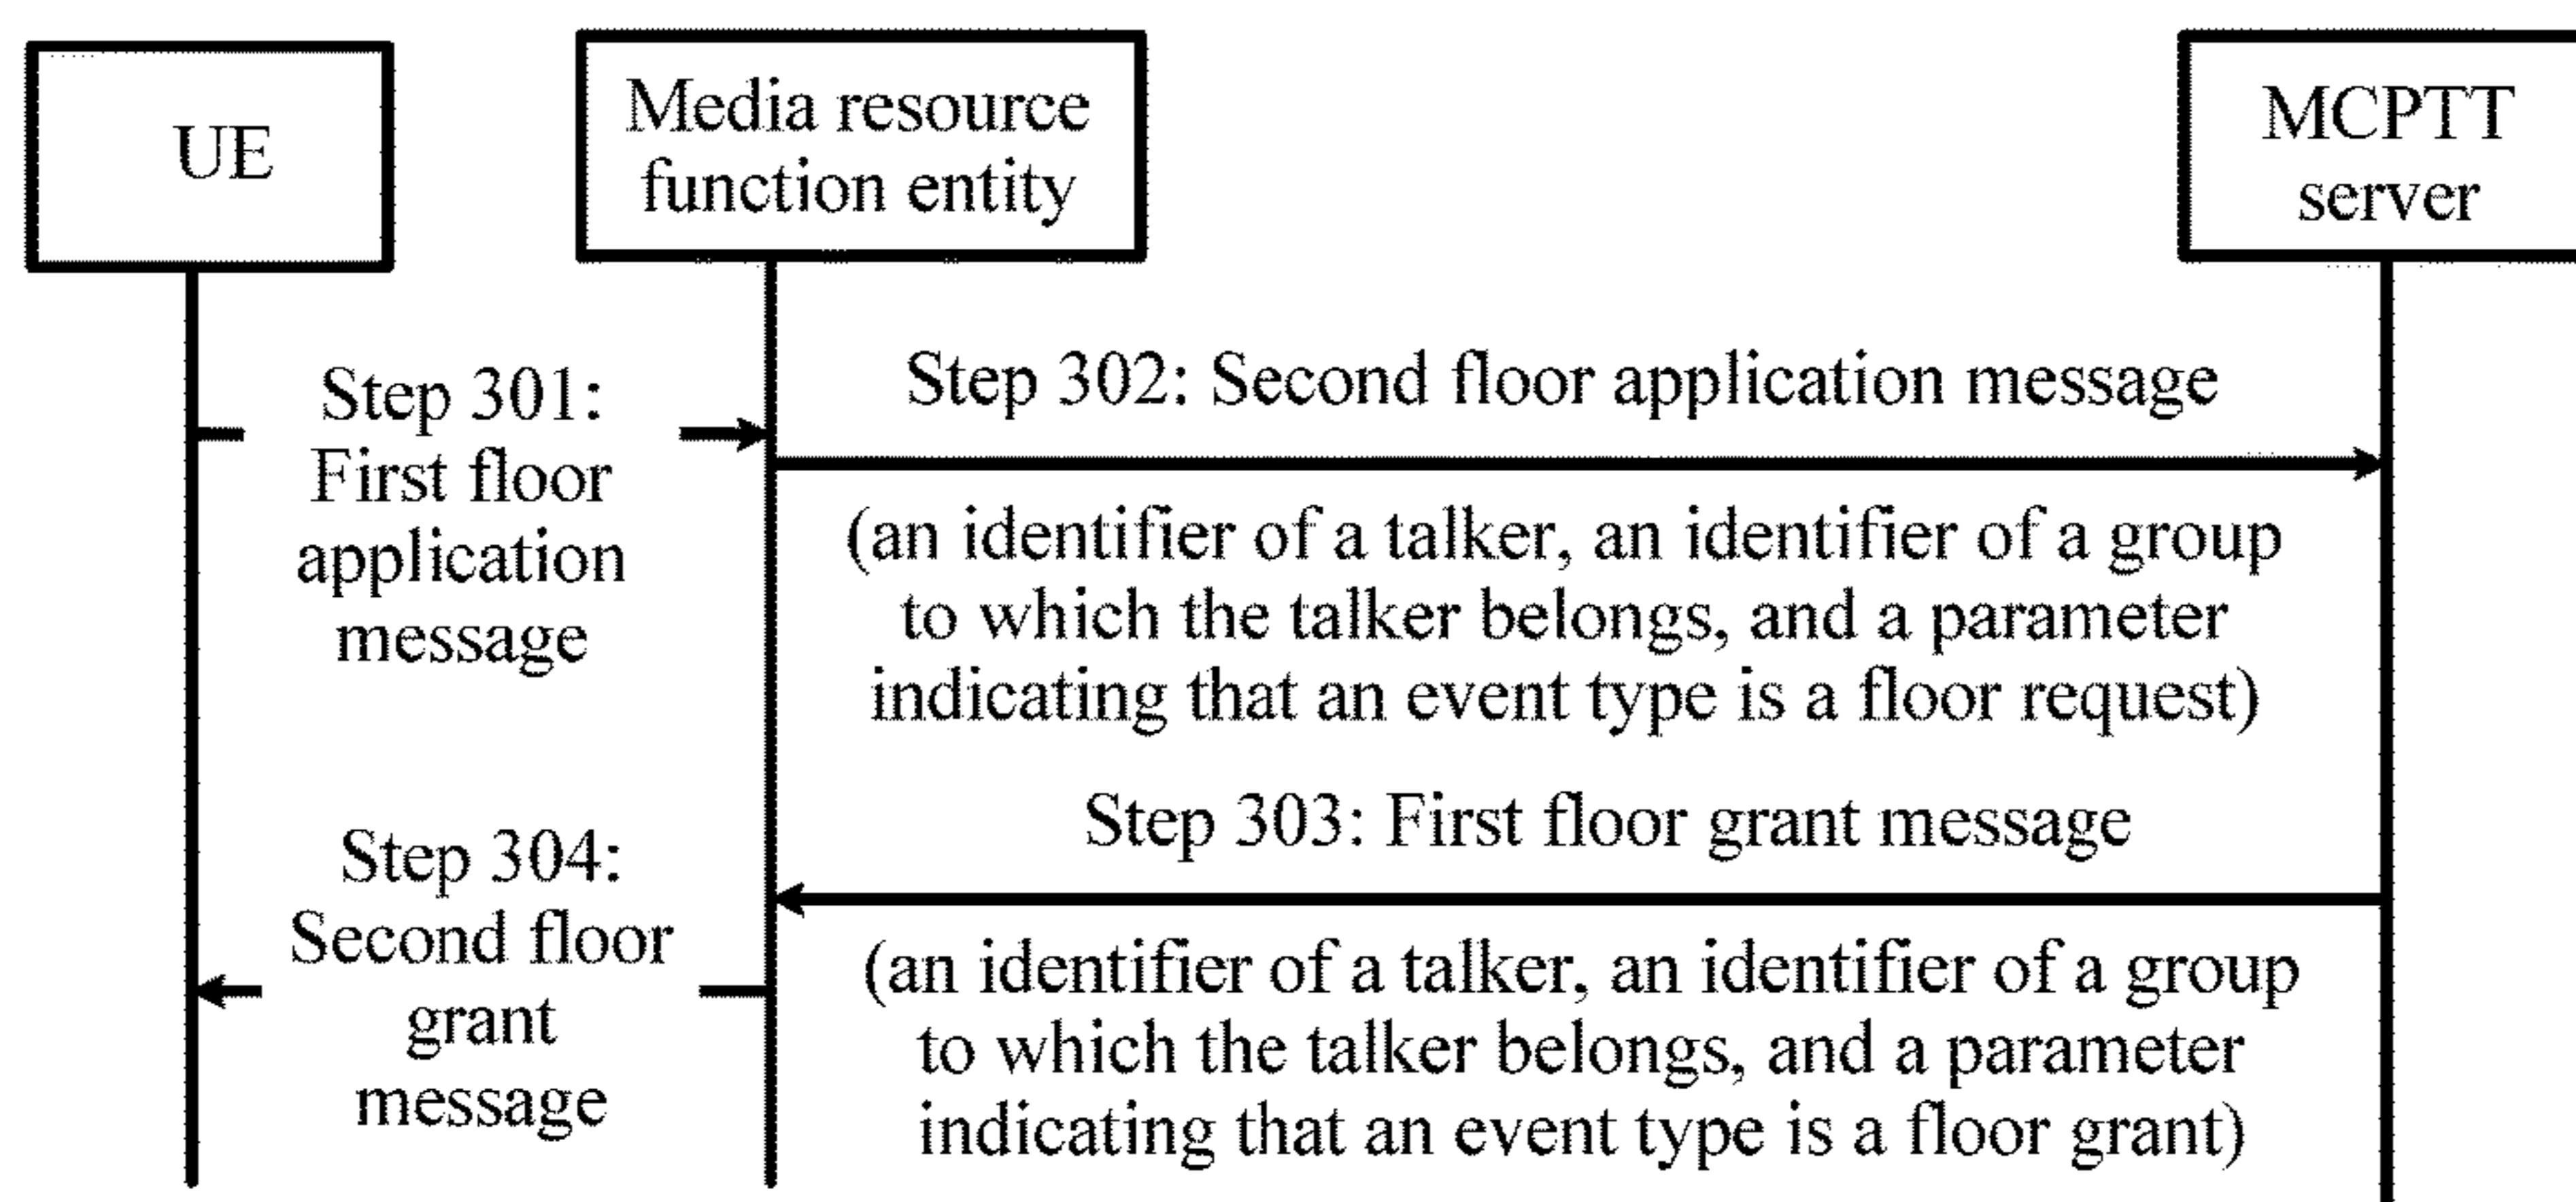 UE
Media resource
function entity
MCPTT
server
Step 301:
First floor
application
message
Step 302: Second floor application message
(an identifier of a talker, an identifier of a group
to which the talker belongs, and a parameter
indicating that an event type is a floor request)
Step 303: First floor grant message
(an identifier of a talker, an identifier of a group
to which the talker belongs, and a parameter
indicating that an event type is a floor grant)
Step 304:
Second floor
grant
message